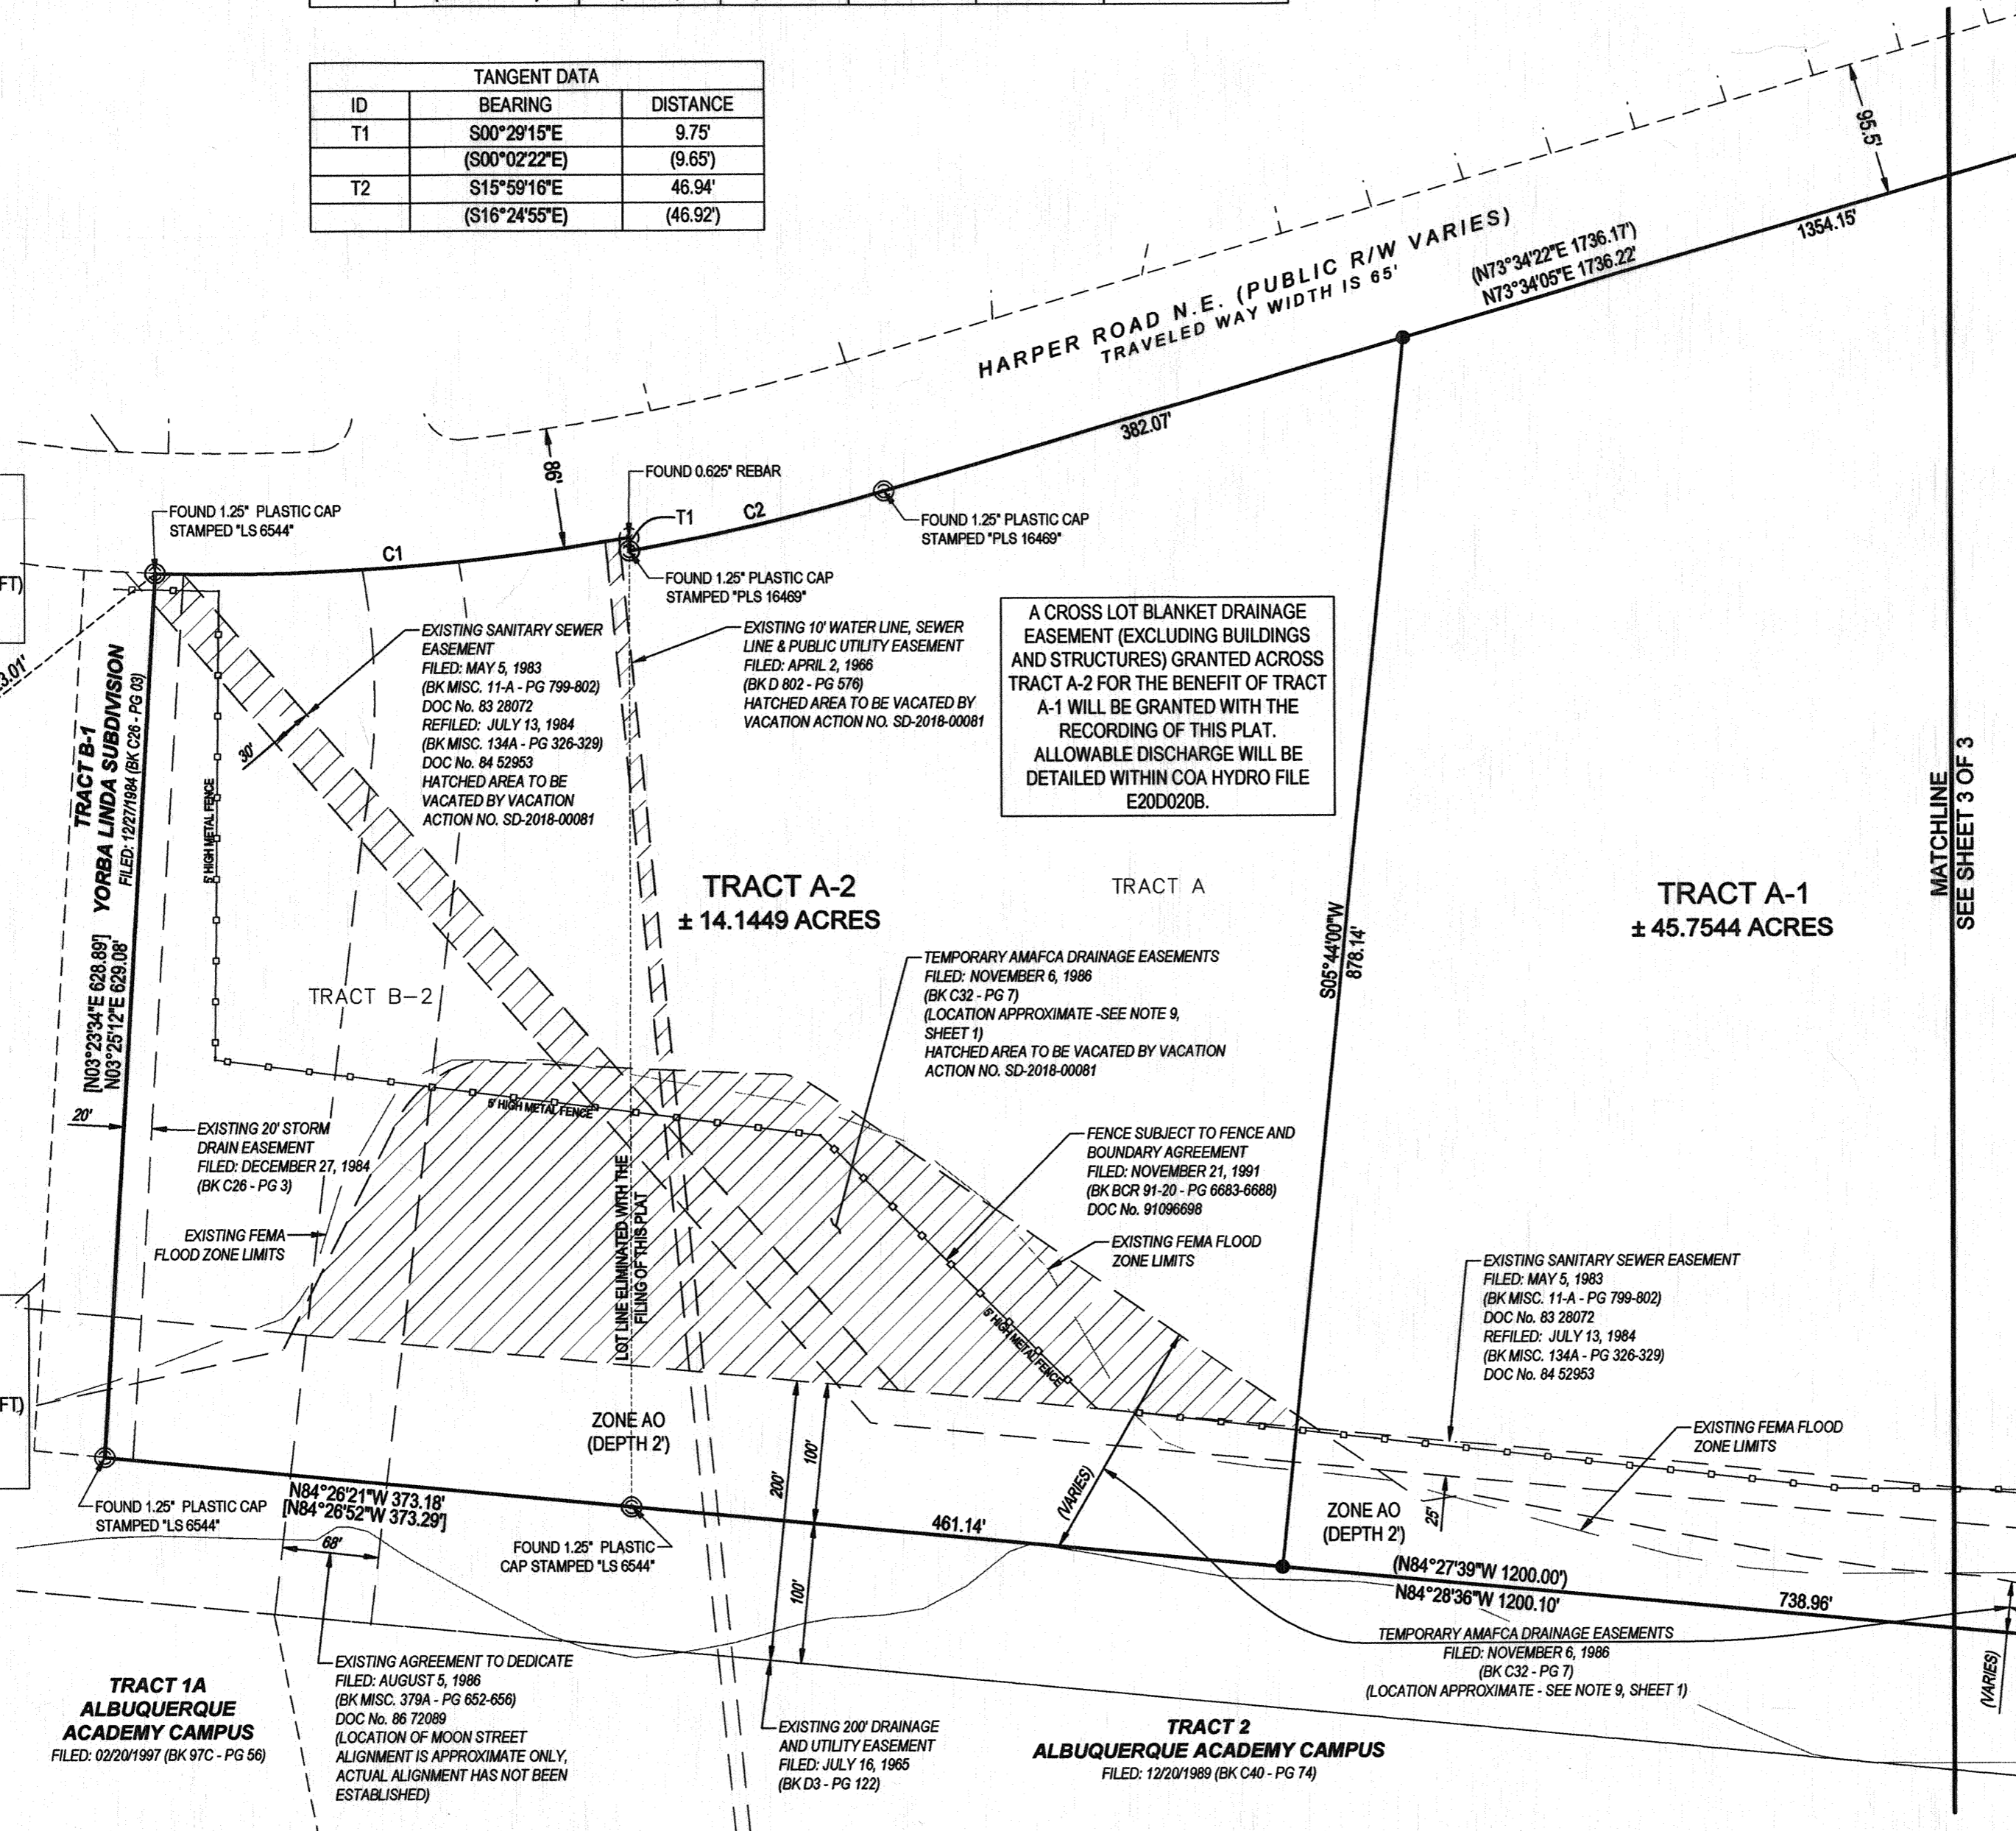 TANGENT DATA
ID BEARING DISTANCE
T1 S00°29'15"E 9.75'
(S00°02'22"E) (9.65')
T2 S15°59'16"E 46.94'
(S16°24'55"E) (46.92')
95.5'
HARPER ROAD N.E. (PUBLIC R/W VARIES)
TRAVELED WAY WIDTH IS 65'
(N73°34'22"E 1736.17')
N73°34'05"E 1736.22'
1354.15'
382.07'
86'
FOUND 0.625" REBAR
T1
C2
C1
FOUND 1.25" PLASTIC CAP
STAMPED "LS 6544"
FOUND 1.25" PLASTIC CAP
STAMPED "PLS 16469"
FOUND 1.25" PLASTIC CAP
STAMPED "PLS 16469"
FT)
3.01'
TRACT B-1
YORBA LINDA SUBDIVISION
FILED: 12/27/1984 (BK C26 - PG 03)
EXISTING SANITARY SEWER
EASEMENT
FILED: MAY 5, 1983
(BK MISC. 11-A - PG 799-802)
DOC No. 83 28072
REFILED: JULY 13, 1984
(BK MISC. 134A - PG 326-329)
DOC No. 84 52953
HATCHED AREA TO BE
VACATED BY VACATION
ACTION NO. SD-2018-00081
30'
5' HIGH METAL FENCE
EXISTING 10' WATER LINE, SEWER
LINE & PUBLIC UTILITY EASEMENT
FILED: APRIL 2, 1966
(BK D 802 - PG 576)
HATCHED AREA TO BE VACATED BY
VACATION ACTION NO. SD-2018-00081
A CROSS LOT BLANKET DRAINAGE
EASEMENT (EXCLUDING BUILDINGS
AND STRUCTURES) GRANTED ACROSS
TRACT A-2 FOR THE BENEFIT OF TRACT
A-1 WILL BE GRANTED WITH THE
RECORDING OF THIS PLAT.
ALLOWABLE DISCHARGE WILL BE
DETAILED WITHIN COA HYDRO FILE
E20D020B.
MATCHLINE
SEE SHEET 3 OF 3
TRACT A-2
± 14.1449 ACRES
TRACT A
TRACT A-1
± 45.7544 ACRES
S05°44'00"W
878.14'
TRACT B-2
[N03°23'34"E 628.89']
N03°25'12"E 629.08'
20'
TEMPORARY AMAFCA DRAINAGE EASEMENTS
FILED: NOVEMBER 6, 1986
(BK C32 - PG 7)
(LOCATION APPROXIMATE -SEE NOTE 9,
SHEET 1)
HATCHED AREA TO BE VACATED BY VACATION
ACTION NO. SD-2018-00081
5' HIGH METAL FENCE
EXISTING 20' STORM
DRAIN EASEMENT
FILED: DECEMBER 27, 1984
(BK C26 - PG 3)
FENCE SUBJECT TO FENCE AND
BOUNDARY AGREEMENT
FILED: NOVEMBER 21, 1991
(BK BCR 91-20 - PG 6683-6688)
DOC No. 91096698
LOT LINE ELIMINATED WITH THE
FILING OF THIS PLAT
EXISTING FEMA
FLOOD ZONE LIMITS
EXISTING FEMA FLOOD
ZONE LIMITS
5' HIGH METAL FENCE
EXISTING SANITARY SEWER EASEMENT
FILED: MAY 5, 1983
(BK MISC. 11-A - PG 799-802)
DOC No. 83 28072
REFILED: JULY 13, 1984
(BK MISC. 134A - PG 326-329)
DOC No. 84 52953
FT)
ZONE AO
(DEPTH 2')
200'
100'
(VARIES)
EXISTING FEMA FLOOD
ZONE LIMITS
ZONE AO
(DEPTH 2')
25'
FOUND 1.25" PLASTIC CAP
STAMPED "LS 6544"
N84°26'21"W 373.18'
[N84°26'52"W 373.29']
68'
FOUND 1.25" PLASTIC
CAP STAMPED "LS 6544"
461.14'
100'
(N84°27'39"W 1200.00')
N84°28'36"W 1200.10'
738.96'
TEMPORARY AMAFCA DRAINAGE EASEMENTS
FILED: NOVEMBER 6, 1986
(BK C32 - PG 7)
(LOCATION APPROXIMATE - SEE NOTE 9, SHEET 1)
(VARIES)
TRACT 1A
ALBUQUERQUE
ACADEMY CAMPUS
FILED: 02/20/1997 (BK 97C - PG 56)
EXISTING AGREEMENT TO DEDICATE
FILED: AUGUST 5, 1986
(BK MISC. 379A - PG 652-656)
DOC No. 86 72089
(LOCATION OF MOON STREET
ALIGNMENT IS APPROXIMATE ONLY,
ACTUAL ALIGNMENT HAS NOT BEEN
ESTABLISHED)
EXISTING 200' DRAINAGE
AND UTILITY EASEMENT
FILED: JULY 16, 1965
(BK D3 - PG 122)
TRACT 2
ALBUQUERQUE ACADEMY CAMPUS
FILED: 12/20/1989 (BK C40 - PG 74)